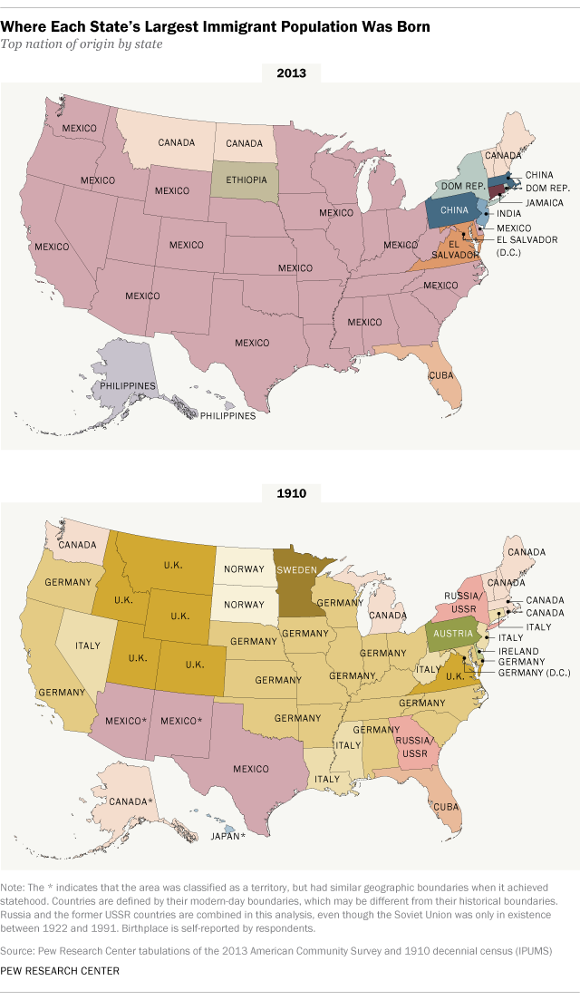 Where Each State's Largest Immigrant Population Was Born
Top nation of origin by state
2013
MEXICO
CANADA
CANADA
CANADA
ETHIOPIA
CHINA
MEXICO
MEXICO
DOM REP.
DOM REP.
JAMAICA
MEXICO
CHINA
INDIA
MEXICO
MEXICO
MEXICO
MEXICO
EL SALVADOR
(D.C.)
EL
SALVADOR
MEXICO
MEXICO
MEXICO
MEXICO
MEXICO
CUBA
PHILIPPINES
PHILIPPINES
1910
CANADA
CANADA
U.K.
NORWAY
SWEDEN
GERMANY
CANADA
RUSSIA/
USSR
U.K.
NORWAY
GERMANY
CANADA
CANADA
CANADA
U.K.
ITALY
AUSTRIA
GERMANY
GERMANY
ITALY
ITALY
U.K.
U.K.
GERMANY
IRELAND
GERMANY
ITALY
GERMANY (D.C.)
GERMANY
GERMANY
U.K.
GERMANY
GERMANY
MEXICO*
MEXICO*
GERMANY
GERMANY
ITALY
RUSSIA/
USSR
MEXICO
ITALY
CANADA*
CUBA
JAPAN*
Note: The * indicates that the area was classified as a territory, but had similar geographic boundaries when it achieved
statehood. Countries are defined by their modern-day boundaries, which may be different from their historical boundaries.
Russia and the former USSR countries are combined in this analysis, even though the Soviet Union was only in existence
between 1922 and 1991. Birthplace is self-reported by respondents.
Source: Pew Research Center tabulations of the 2013 American Community Survey and 1910 decennial census (IPUMS)
PEW RESEARCH CENTER